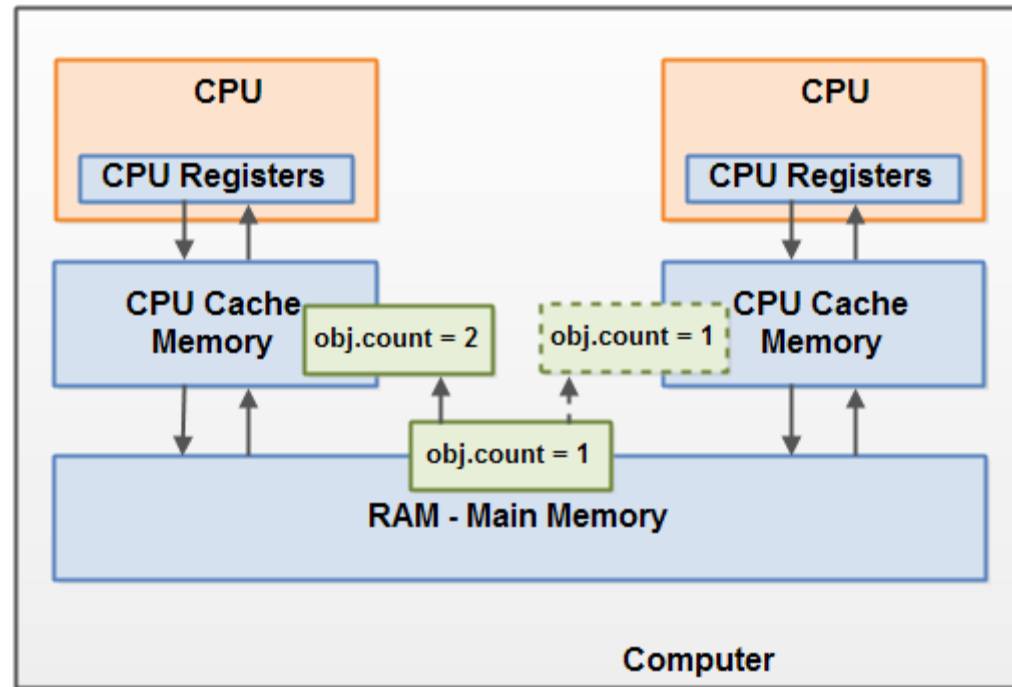 CPU
CPU
CPU Registers
CPU Registers
CPU Cache
Memory
CPU Cache
Memory
obj.count = 2
obj.count = 1
obj.count = 1
RAM - Main Memory
Computer